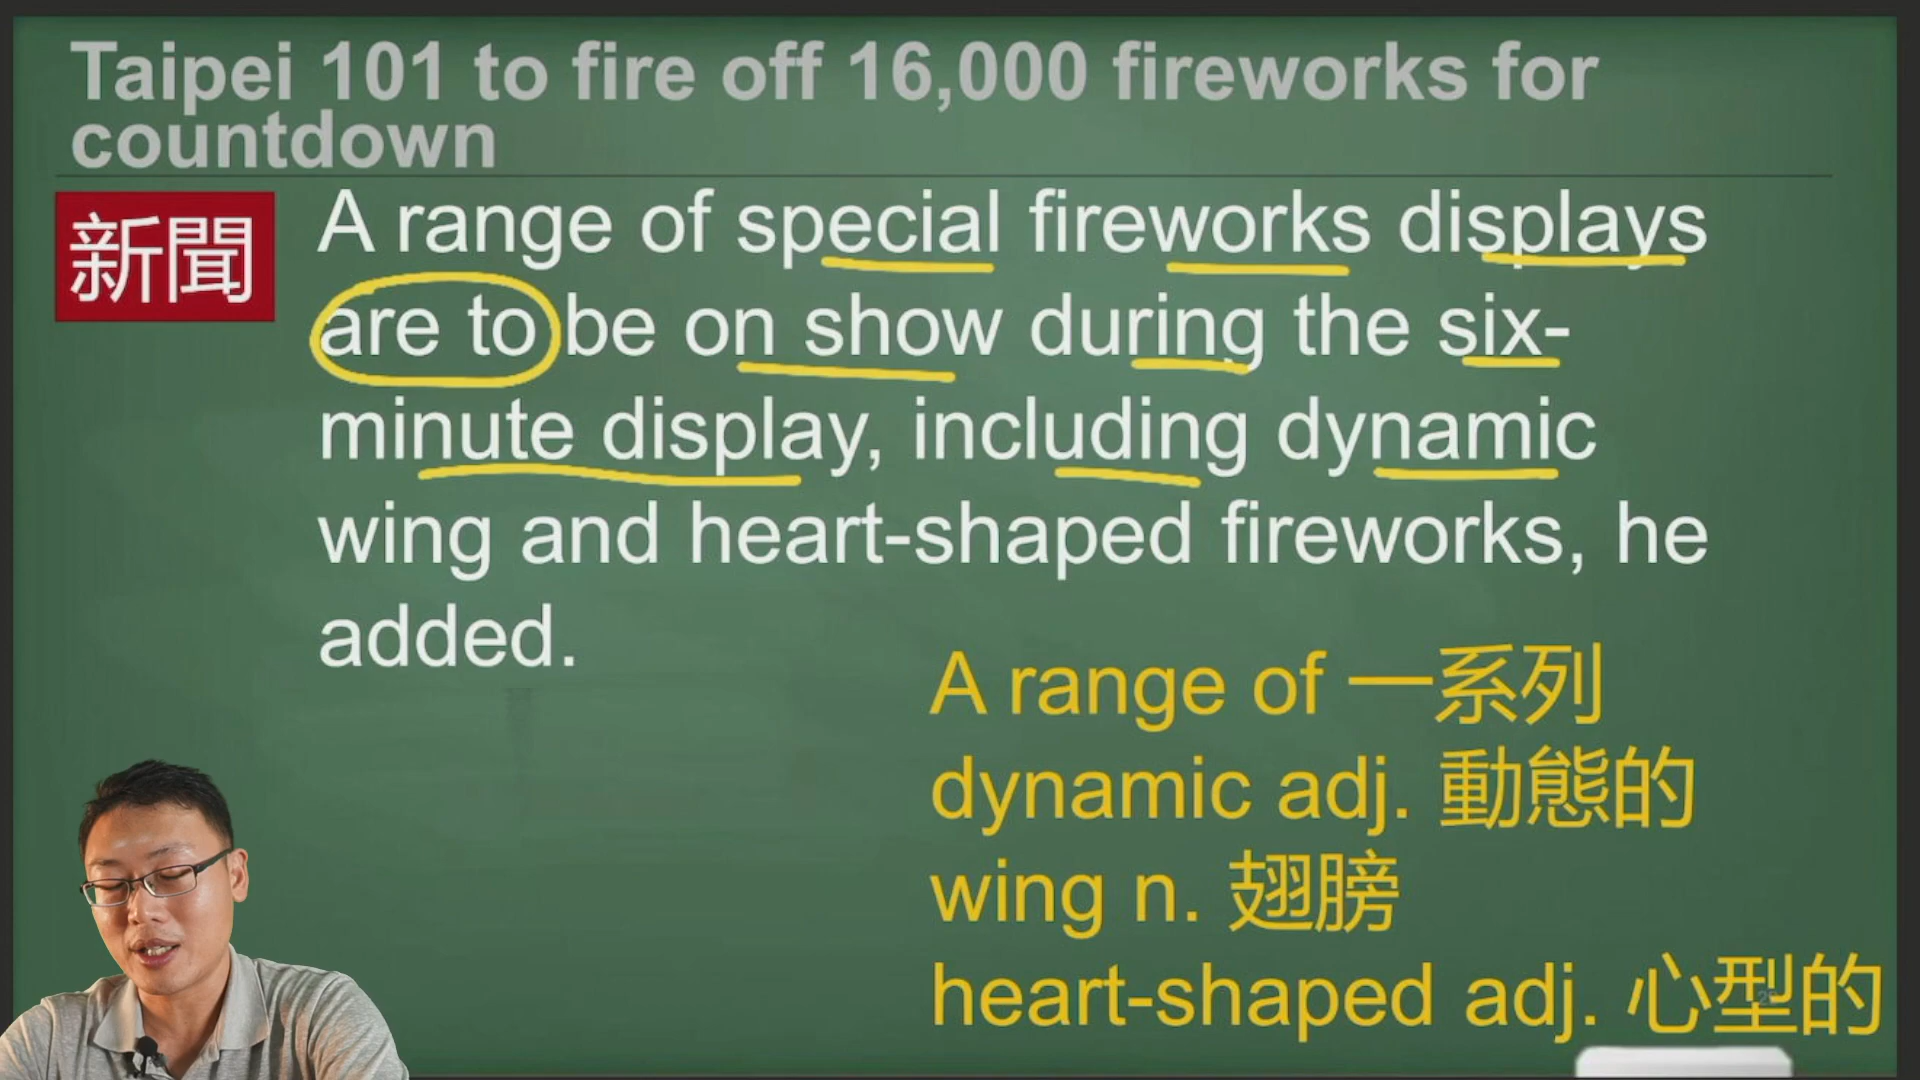 Taipei 101 to fire off 16,000 fireworks for
countdown
新聞
A range of special fireworks displays
are to be on show during the six-
minute display, including dynamic
wing and heart-shaped fireworks, he
added.
A range of 一系列
dynamic adj. 動態的
wing n. 翅膀
heart-shaped adj. 心型的